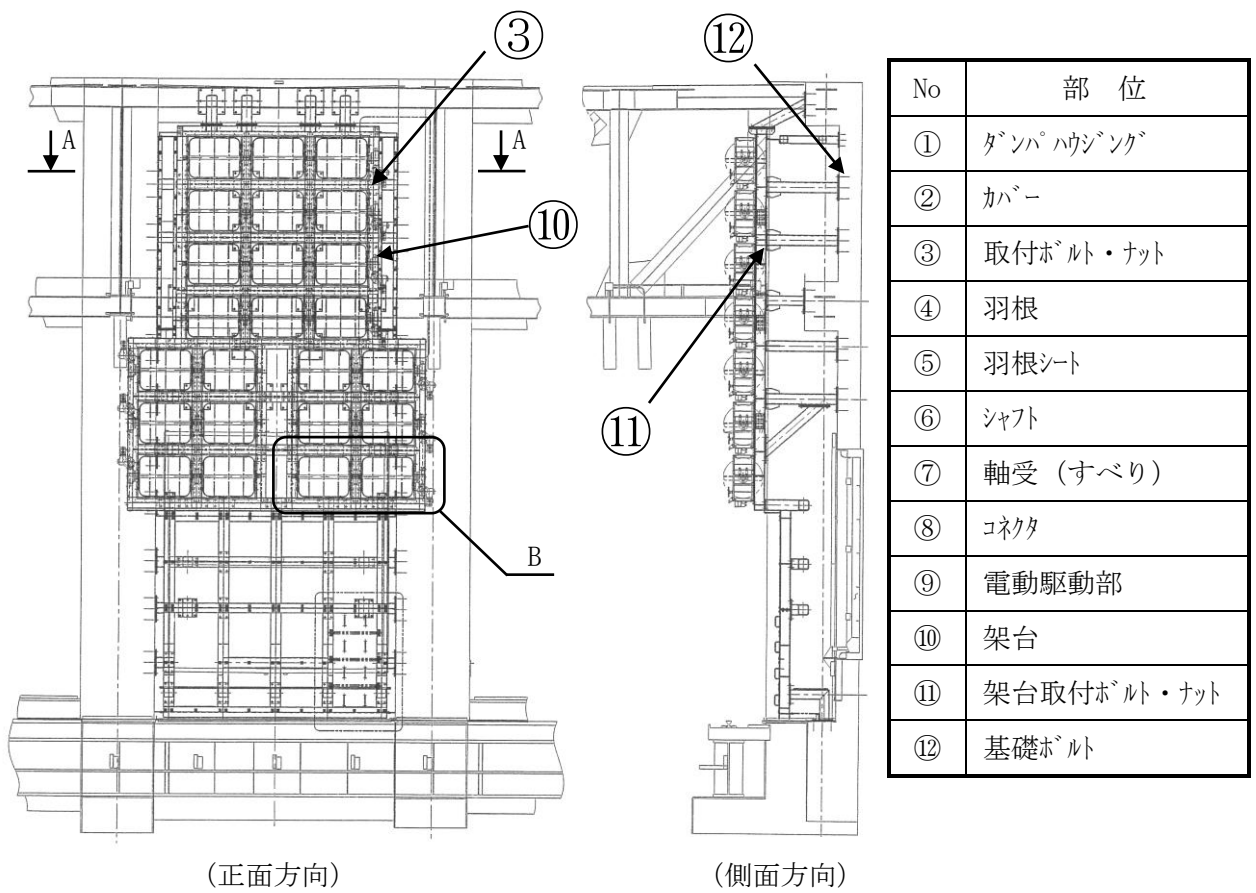 ③
⑫
A
A
⑩
⑪
B
(正面方向)
(側面方向)
No 部 位
① ﾀﾞﾝﾊﾟﾊｳｼﾞﾝｸﾞ
② ｶﾊﾞｰ
③ 取付ﾎﾞﾙﾄ・ﾅｯﾄ
④ 羽根
⑤ 羽根ｼｰﾄ
⑥ ｼｬﾌﾄ
⑦ 軸受（すべり）
⑧ ｺﾈｸﾀ
⑨ 電動駆動部
⑩ 架台
⑪ 架台取付ﾎﾞﾙﾄ・ﾅｯﾄ
⑫ 基礎ﾎﾞﾙﾄ